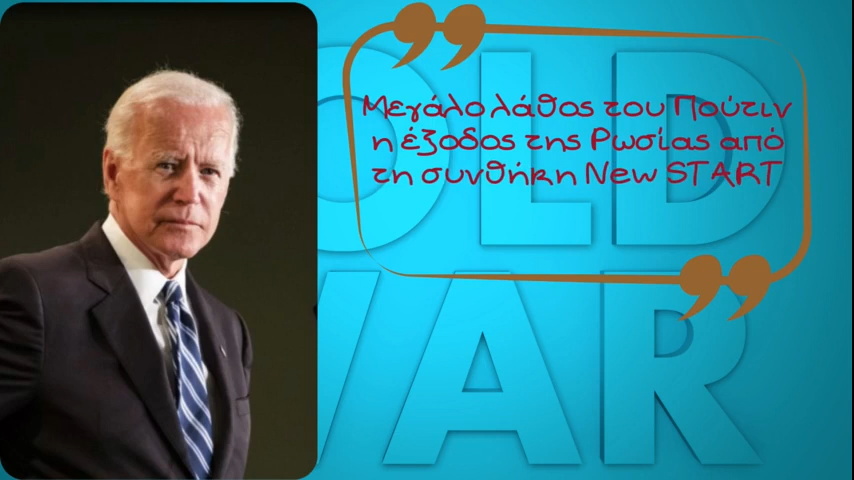 Μεγάλο λάθος του Πούτιν
η έξοδος της Ρωσίας από
τη συνθήκη New START
OLD
WAR